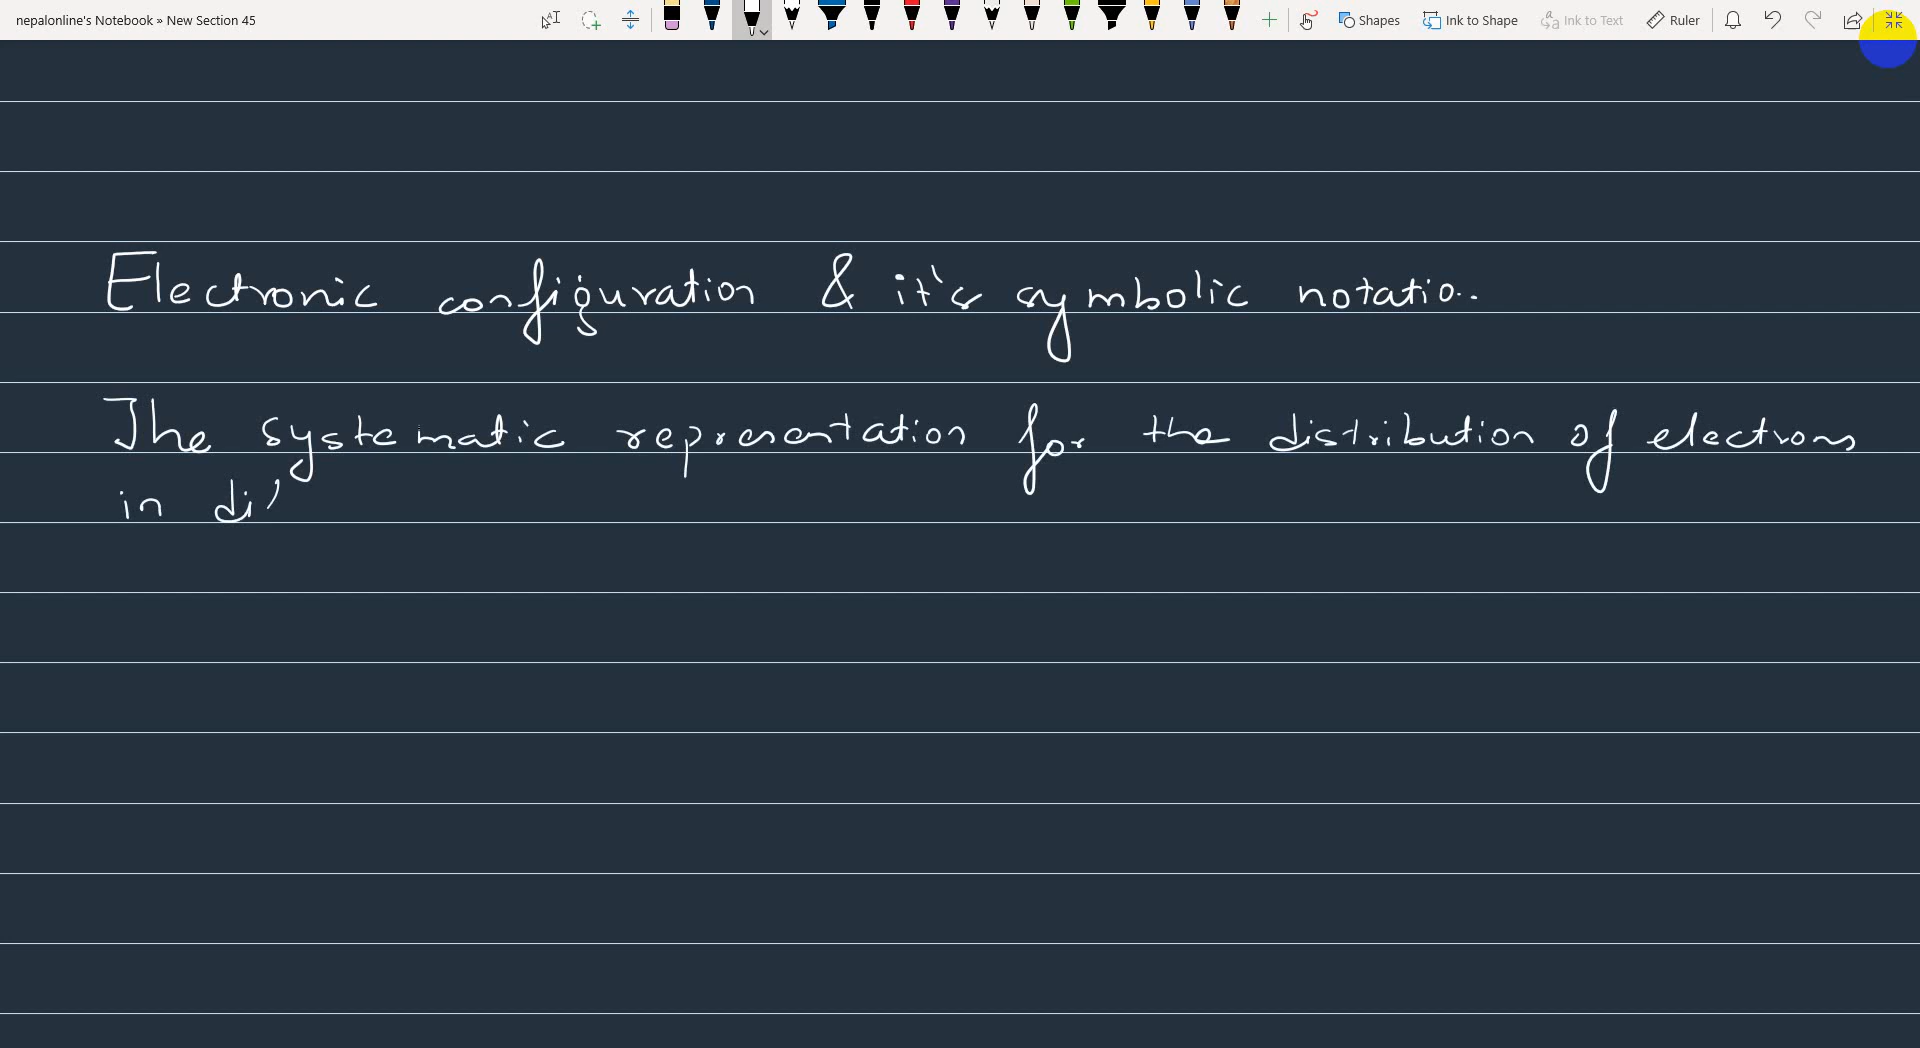 nepalonline's Notebook » New Section 45
Shapes Ink to Shape Ink to Text Ruler
Electronic configuration & it's symbolic notatio..
The systematic representation for the distribution of electrons
in di